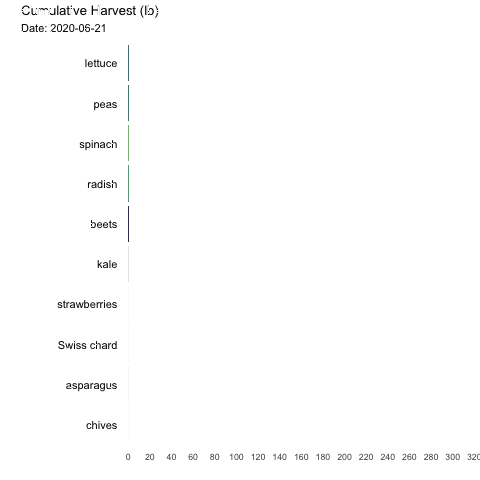 Cumulative Harvest (lb)
Date: 2020-06-21
lettuce
peas
spinach
radish
beets
kale
strawberries
Swiss chard
asparagus
chives
0 20 40 60 80 100 120 140 160 180 200 220 240 260 280 300 320